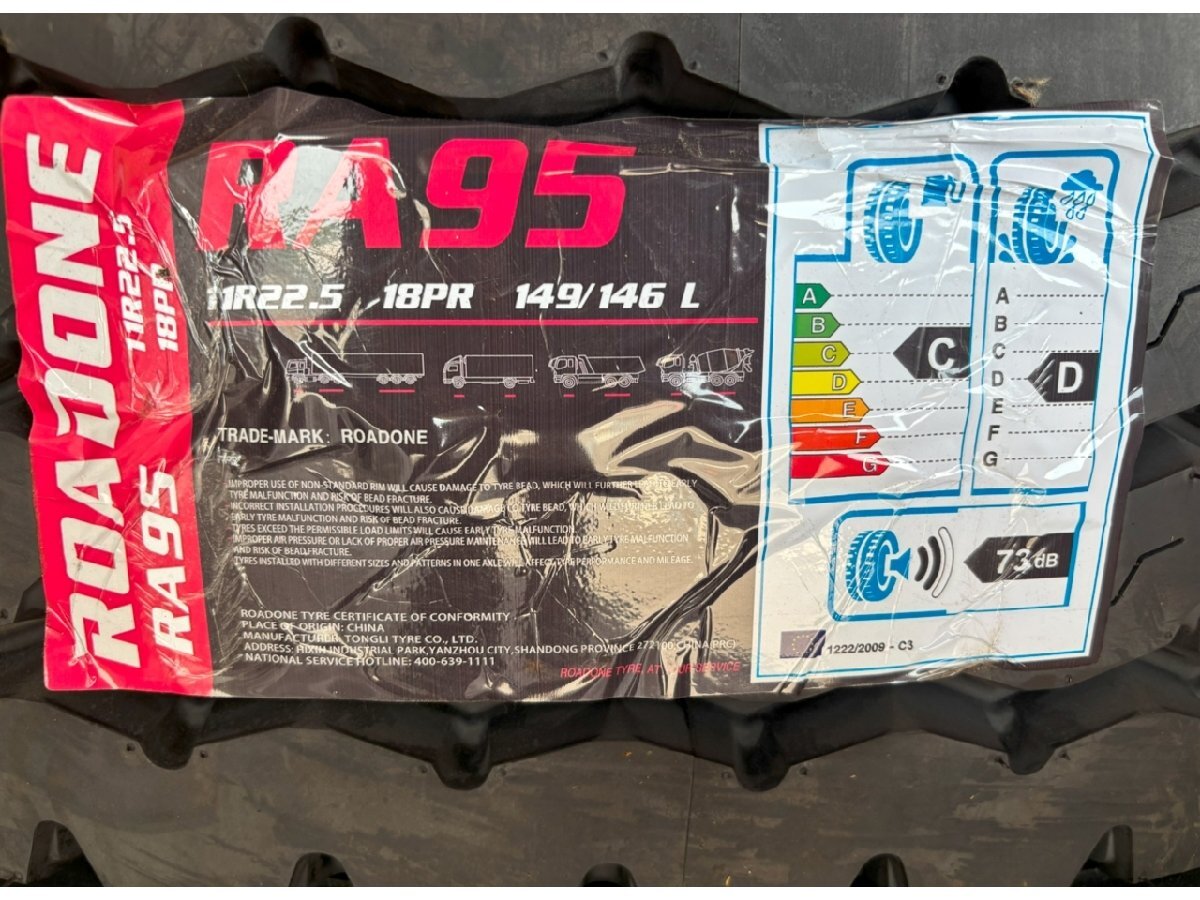 ROADONE
RA95
11R22.5
18PR
RA95
11R22.5 18PR 149/146 L
TRADE-MARK: ROADONE
IMPROPER USE OF NON-STANDARD RIM WILL CAUSE DAMAGE TO TYRE BEAD, WHICH WILL FURTHER LEAD TO EARLY
TYRE MALFUNCTION AND RISK OF BEAD FRACTURE.
INCORRECT INSTALLATION PROCEDURES WILL ALSO CAUSE DAMAGE TO TYRE BEAD, WHICH WILL FURTHER LEAD TO
EARLY TYRE MALFUNCTION AND RISK OF BEAD FRACTURE.
TYRES EXCEED THE PERMISSIBLE LOAD LIMITS WILL CAUSE EARLY TYRE MALFUNCTION.
IMPROPER AIR PRESSURE OR LACK OF PROPER AIR PRESSURE MAINTENANCE WILL LEAD TO EARLY TYRE MALFUNCTION
AND RISK OF BEAD FRACTURE.
TYRES INSTALLED WITH DIFFERENT SIZES AND PATTERNS IN ONE AXLE WILL AFFECT TYRE PERFORMANCE AND MILEAGE.
ROADONE TYRE CERTIFICATE OF CONFORMITY
PLACE OF ORIGIN: CHINA
MANUFACTURER: TONGLI TYRE CO., LTD.
ADDRESS: HIXIN INDUSTRIAL PARK, YANZHOU CITY, SHANDONG PROVINCE 272100, CHINA (PRC)
NATIONAL SERVICE HOTLINE: 400-639-1111
ROADONE TYRE, AT YOUR SERVICE
A
B
C
D
E
F
G
C
A
B
C
D
E
F
G
D
73 dB
1222/2009 - C3